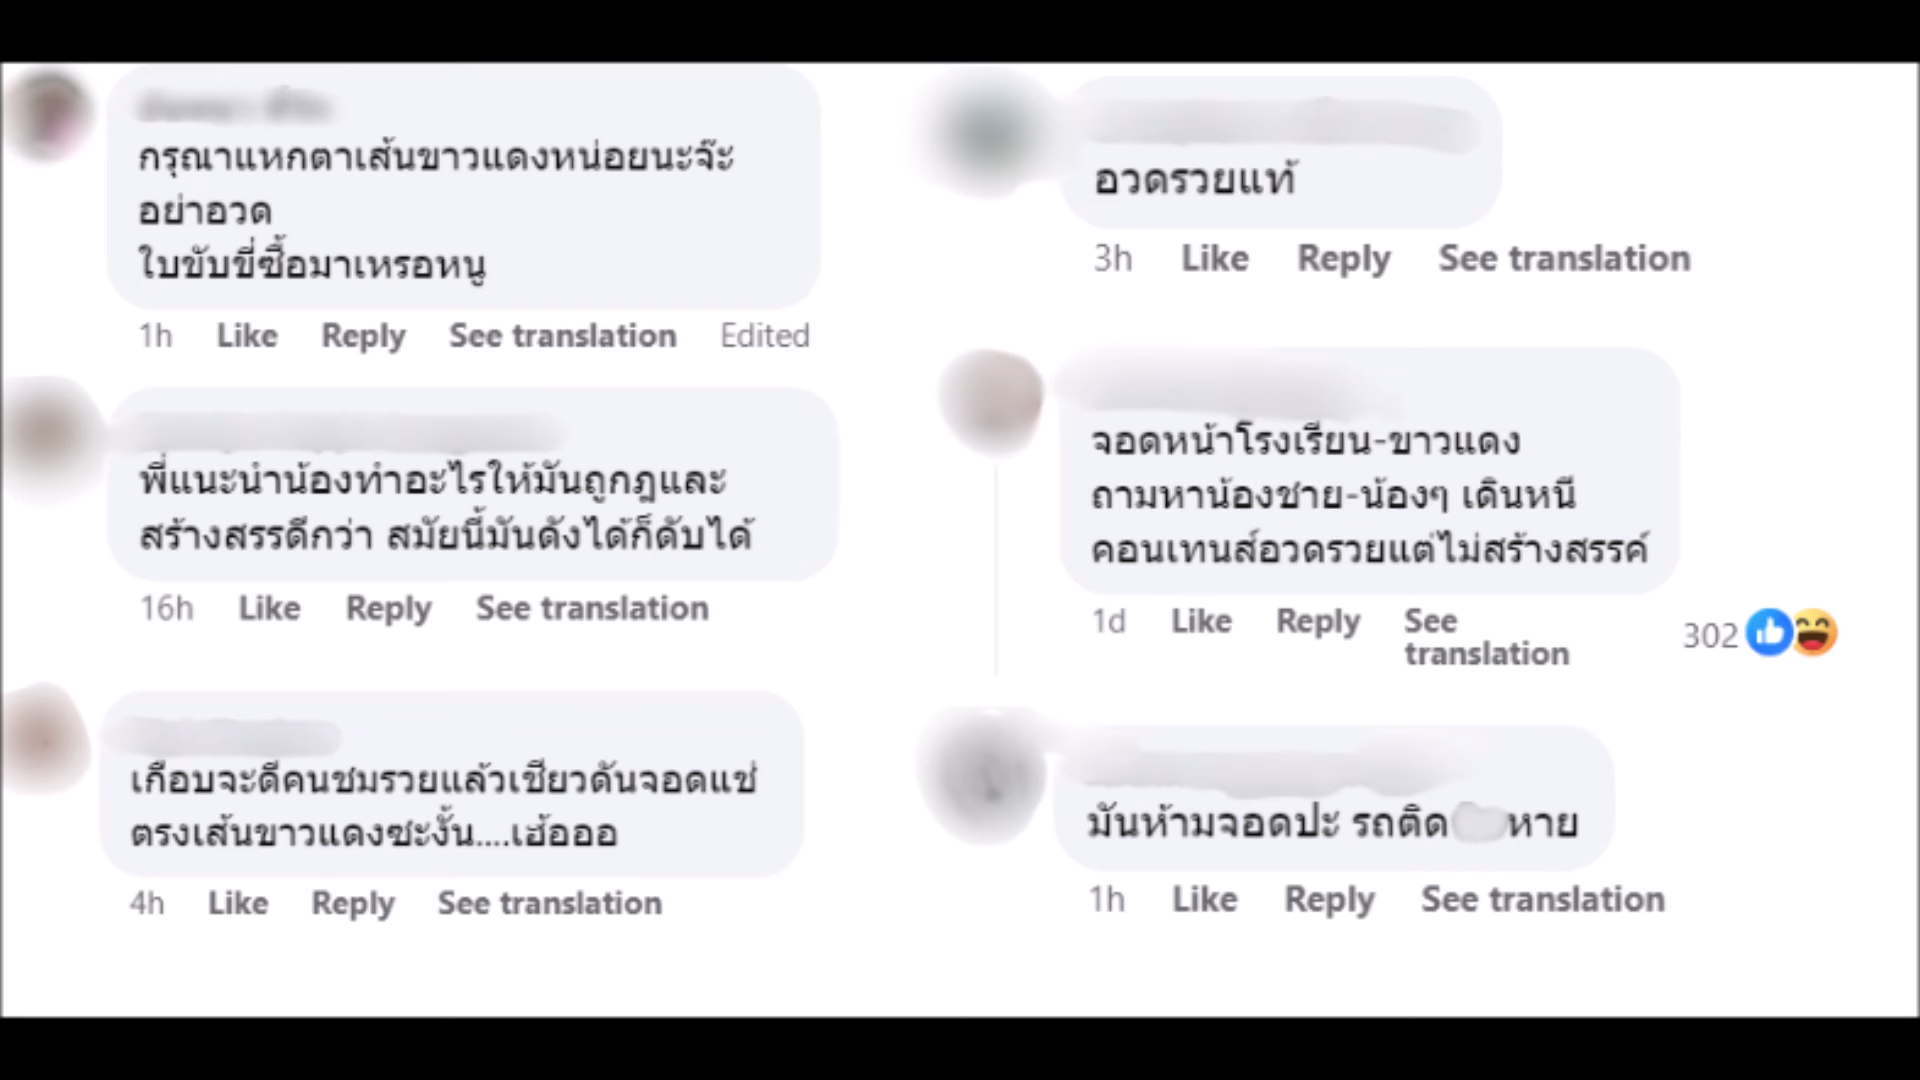 กรุณาแหกตาเส้นขาวแดงหน่อยนะจ๊ะ
อย่าอวด
ใบขับขี่ซื้อมาเหรอหนู
1h Like Reply See translation Edited
พี่แนะนำน้องทำอะไรให้มันถูกฎและ
สร้างสรรดีกว่า สมัยนี้มันดังได้ก็ดับได้
16h Like Reply See translation
เกือบจะดีคนชมรวยแล้วเชียวดันจอดแช่
ตรงเส้นขาวแดงซะงั้น....เฮ้อออ
4h Like Reply See translation
อวดรวยแท้
3h Like Reply See translation
จอดหน้าโรงเรียน-ขาวแดง
ถามหาน้องชาย-น้องๆ เดินหนี
คอนเทนส์อวดรวยแต่ไม่สร้างสรรค์
1d Like Reply See
translation
302
มันห้ามจอดปะ รถติด หาย
1h Like Reply See translation